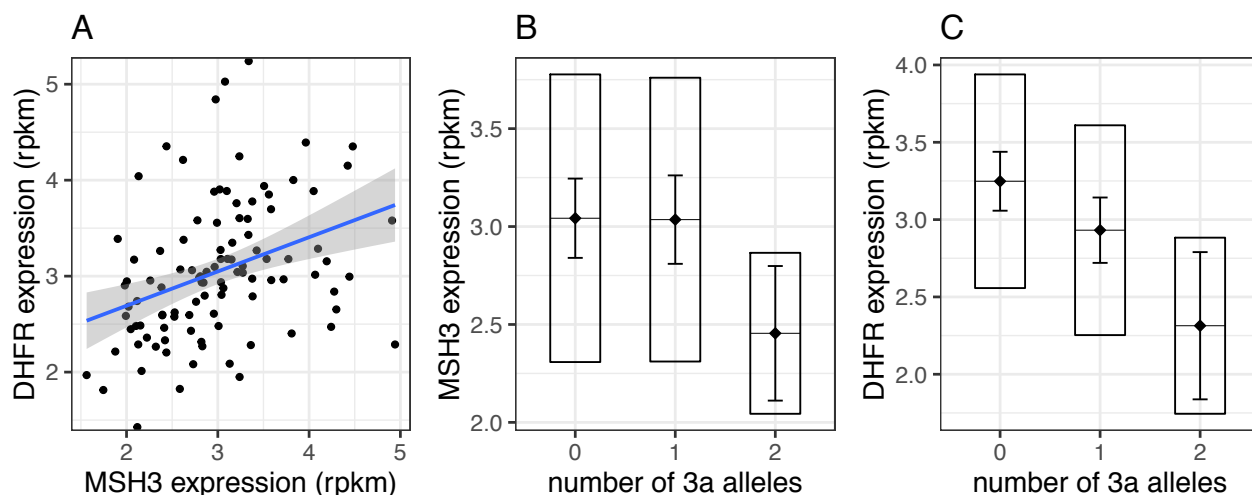 A
B
C
DHFR expression (rpkm)
5
4
3
2
2
3
4
5
MSH3 expression (rpkm)
MSH3 expression (rpkm)
3.5
3.0
2.5
2.0
0
1
2
number of 3a alleles
DHFR expression (rpkm)
4.0
3.5
3.0
2.5
2.0
0
1
2
number of 3a alleles